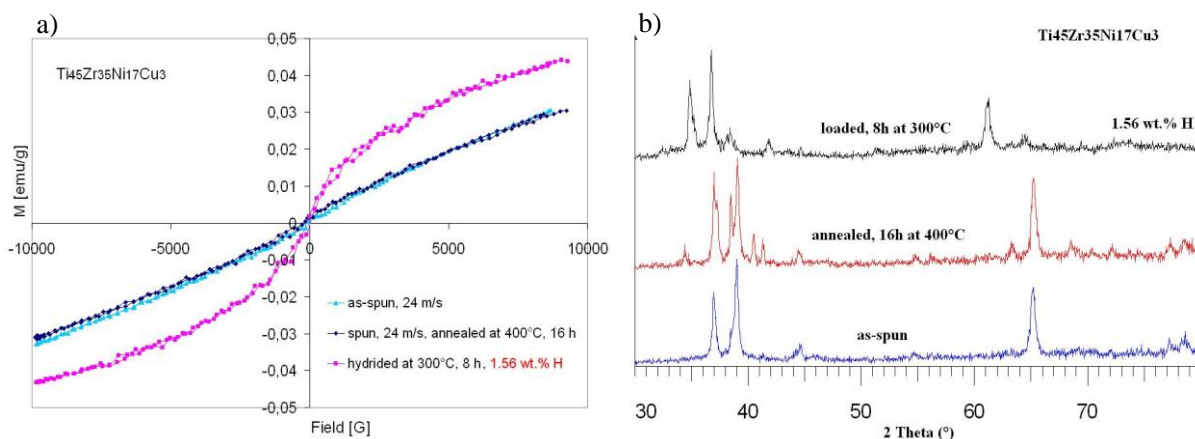 a)
Ti45Zr35Ni17Cu3
0,05
0,04
0,03
0,02
0,01
0
-0,01
-0,02
-0,03
-0,04
-0,05
-10000
-5000
0
5000
10000
M [emu/g]
Field [G]
as-spun, 24 m/s
spun, 24 m/s, annealed at 400°C, 16 h
hydrided at 300°C, 8 h, 1.56 wt.% H
b)
Ti45Zr35Ni17Cu3
loaded, 8h at 300°C
1.56 wt.% H
annealed, 16h at 400°C
as-spun
30 40 50 60 70
2 Theta (°)